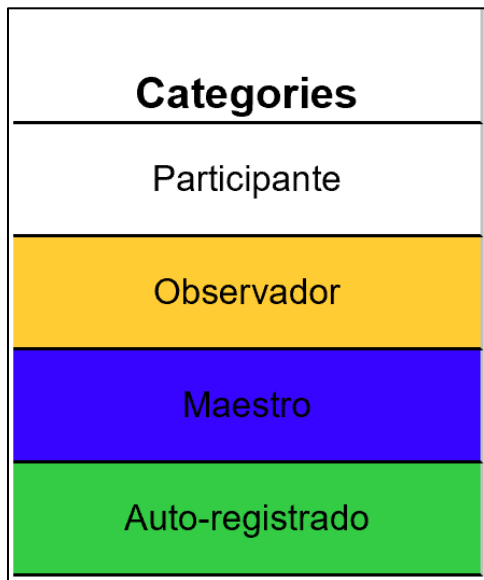 Categories
Participante
Observador
Maestro
Auto-registrado